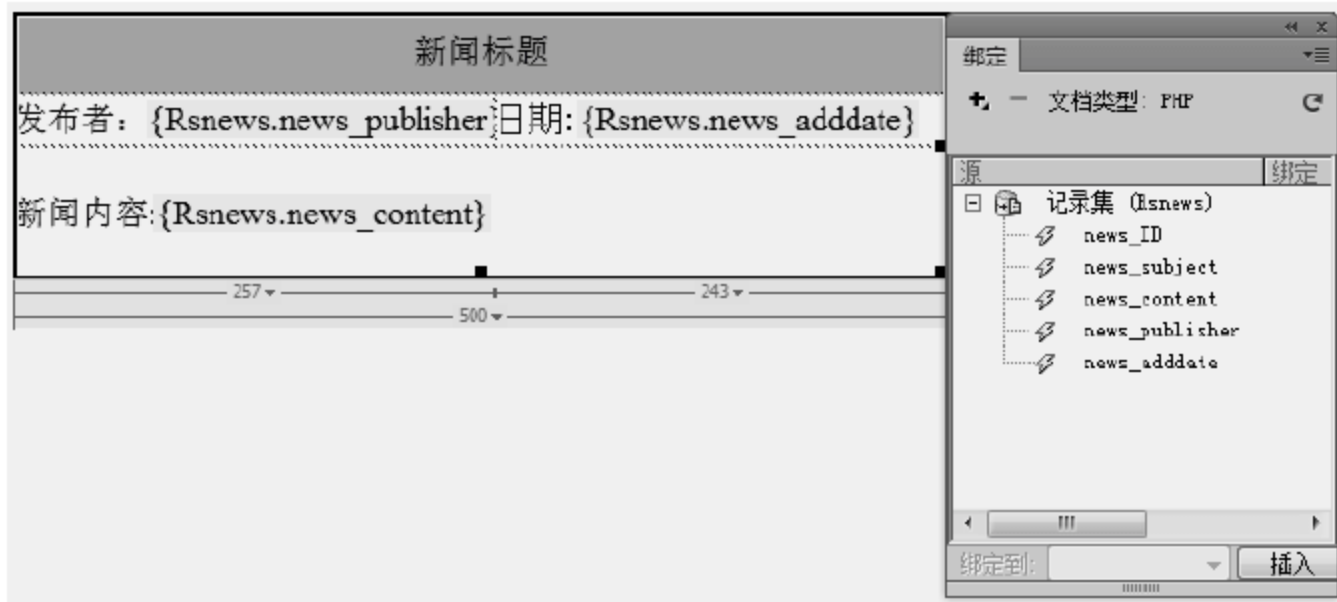 新闻标题
发布者：{Rsnews.news_publisher}日期:{Rsnews.news_adddate}
新闻内容:{Rsnews.news_content}
257
243
500
绑定
文档类型: PHP
源 绑定
记录集 (Rsnews)
news_ID
news_subject
news_content
news_publisher
news_adddate
绑定到:
插入